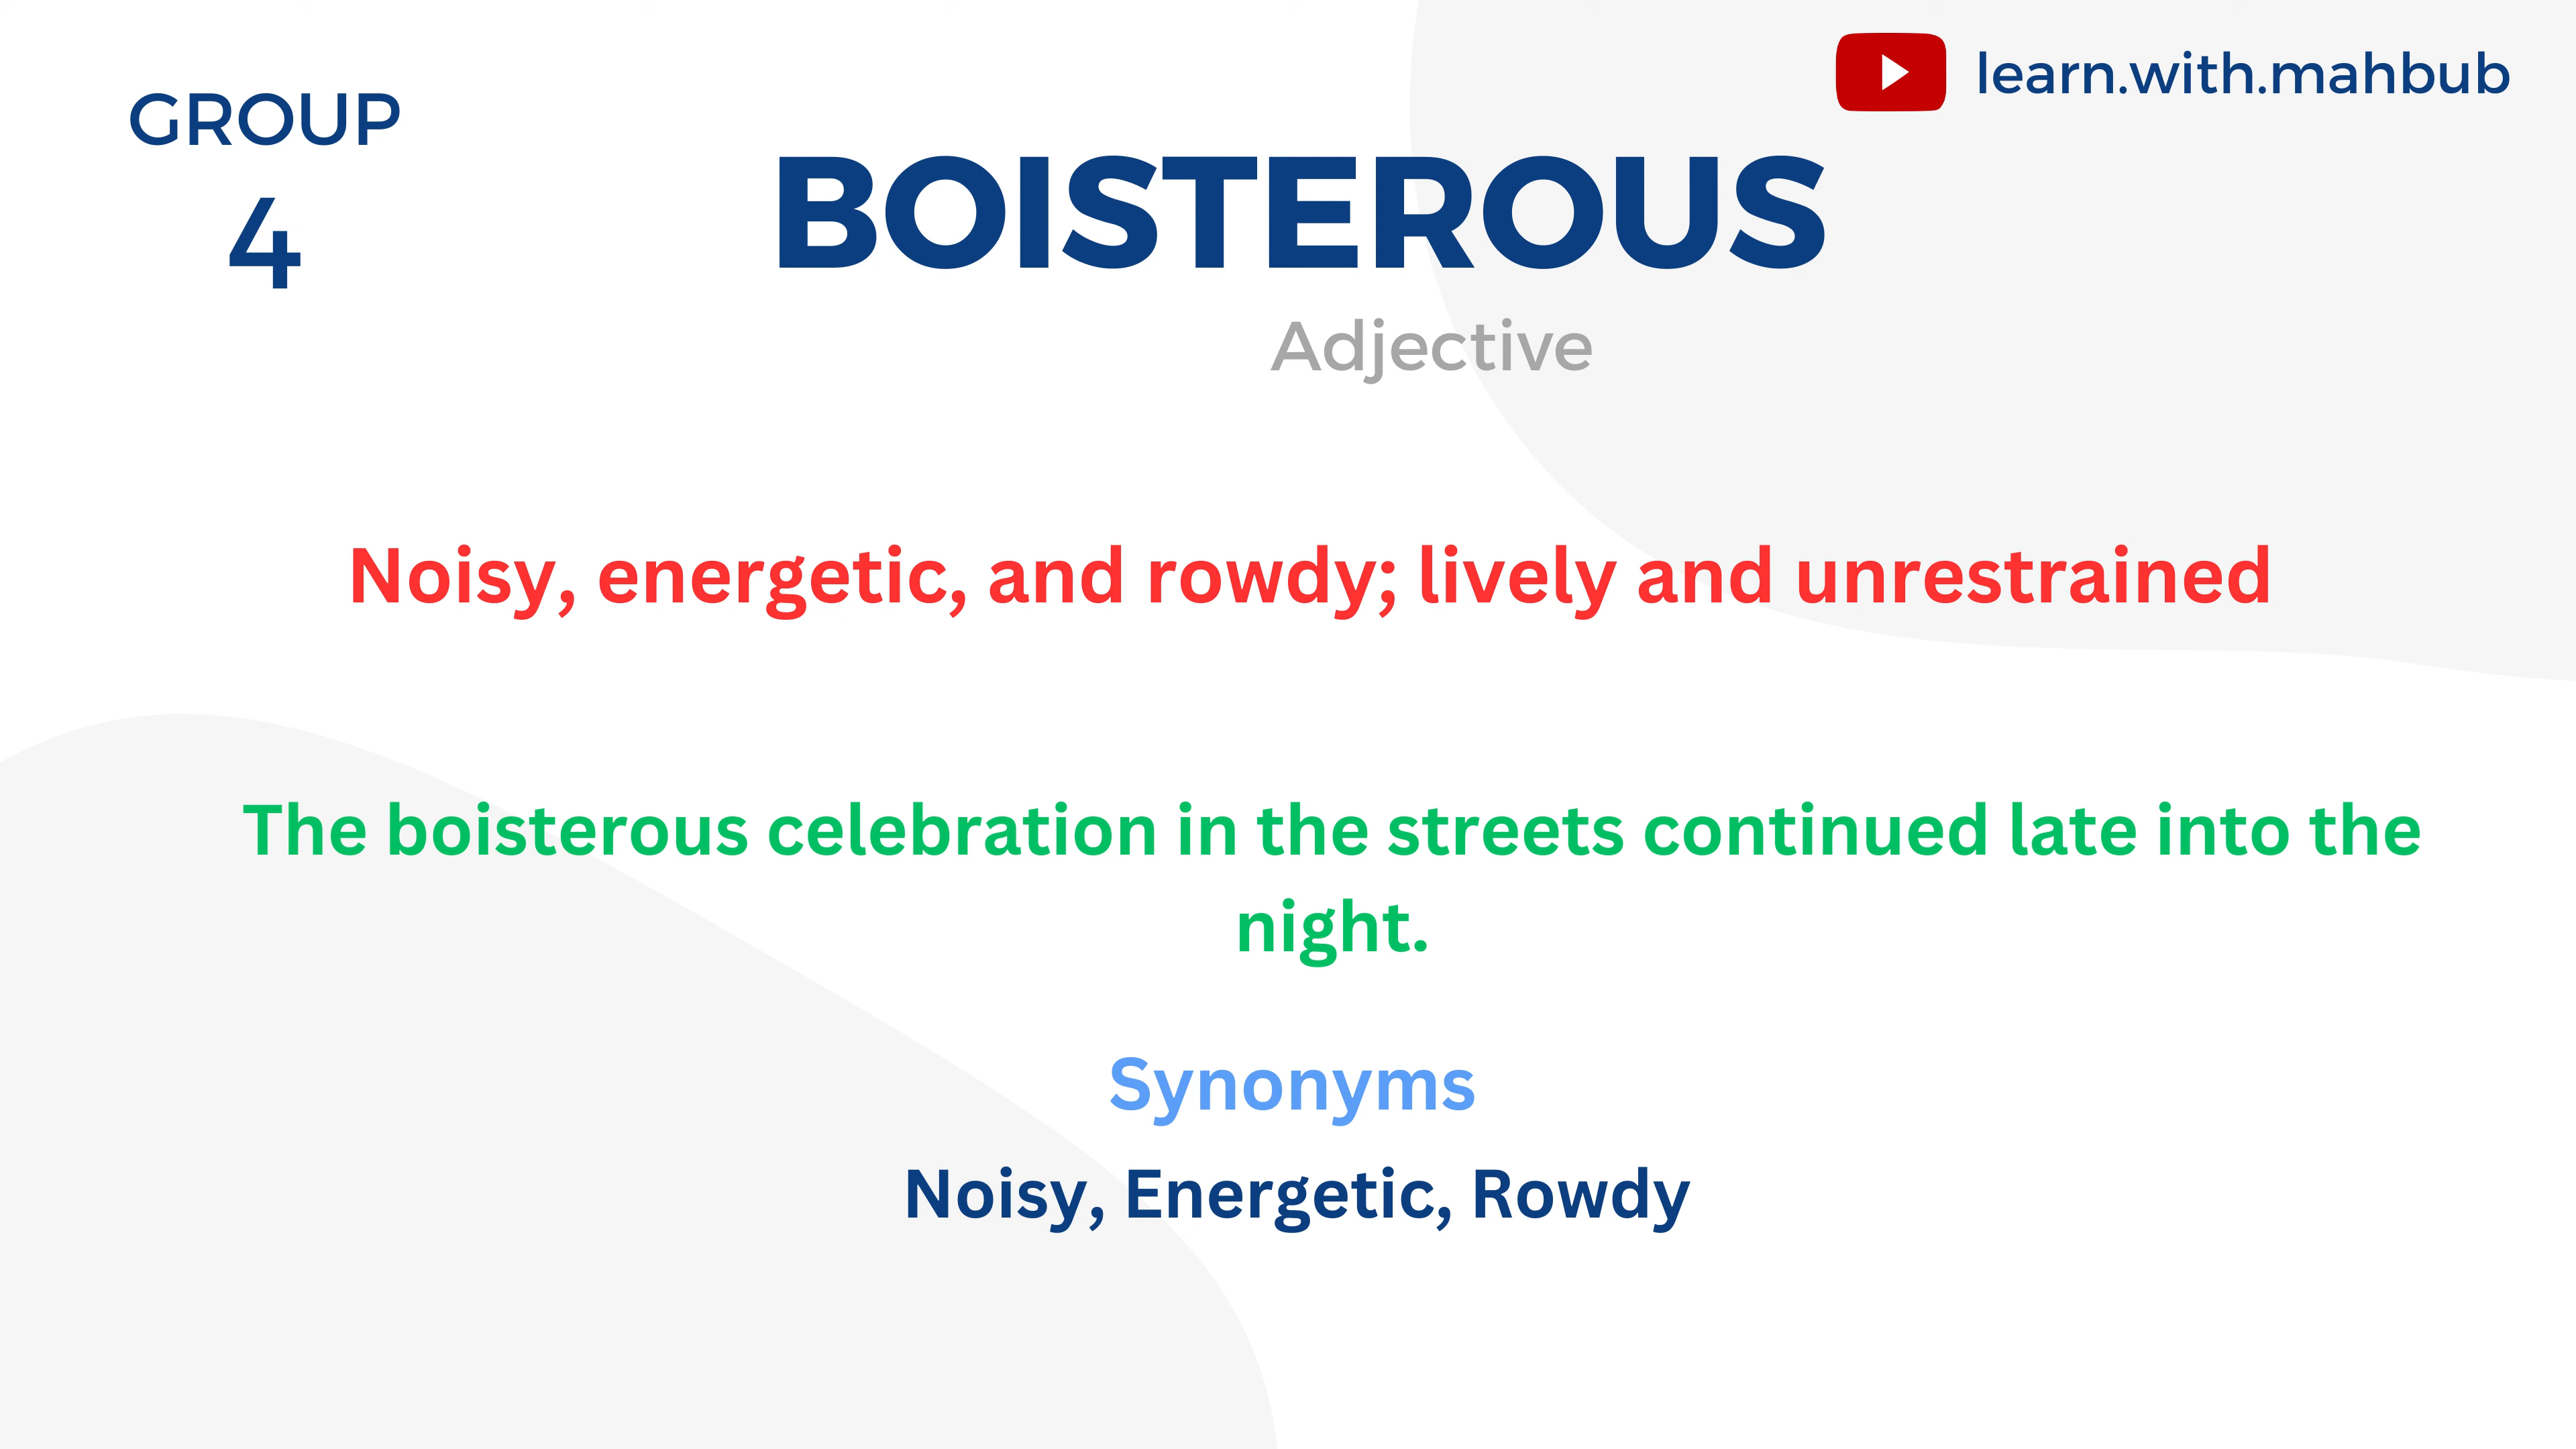 GROUP
4
learn.with.mahbub
BOISTEROUS
Adjective
Noisy, energetic, and rowdy; lively and unrestrained
The boisterous celebration in the streets continued late into the
night.
Synonyms
Noisy, Energetic, Rowdy